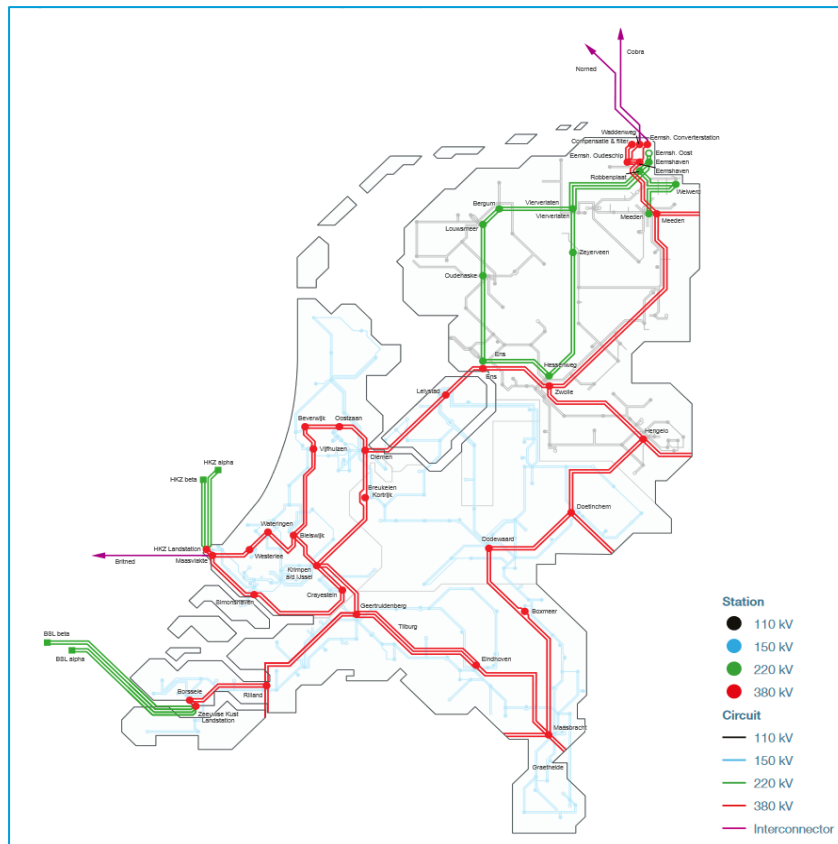 Cobra
Norned
Waddenweg
Compensatie & filter
Eemsh. Converterstation
Eemsh. Oost
Eemsh. Oudeschip
Eemshaven
Eemshaven
Robbenplaat
Weiwerd
Bergum
Vierverlaten
Vierverlaten
Meeden
Meeden
Louwsmeer
Zeyerveen
Oudehaske
Ens
Ens
Hessenweg
Zwolle
Lelystad
Beverwijk
Oostzaan
Hengelo
Vijfhuizen
Diemen
HKZ alpha
HKZ beta
Breukelen
Kortrijk
Doetinchem
Wateringen
Bleiswijk
Dodewaard
HKZ Landstation
Maasvlakte
Westerlee
Britned
Krimpen
a/d IJssel
Crayestein
Simonshaven
Geertruidenberg
Boxmeer
Tilburg
BBL beta
BBL alpha
Eindhoven
Borssele
Rilland
Zeeuwse Kust
Landstation
Maasbracht
Graetheide
Station
110 kV
150 kV
220 kV
380 kV
Circuit
110 kV
150 kV
220 kV
380 kV
Interconnector